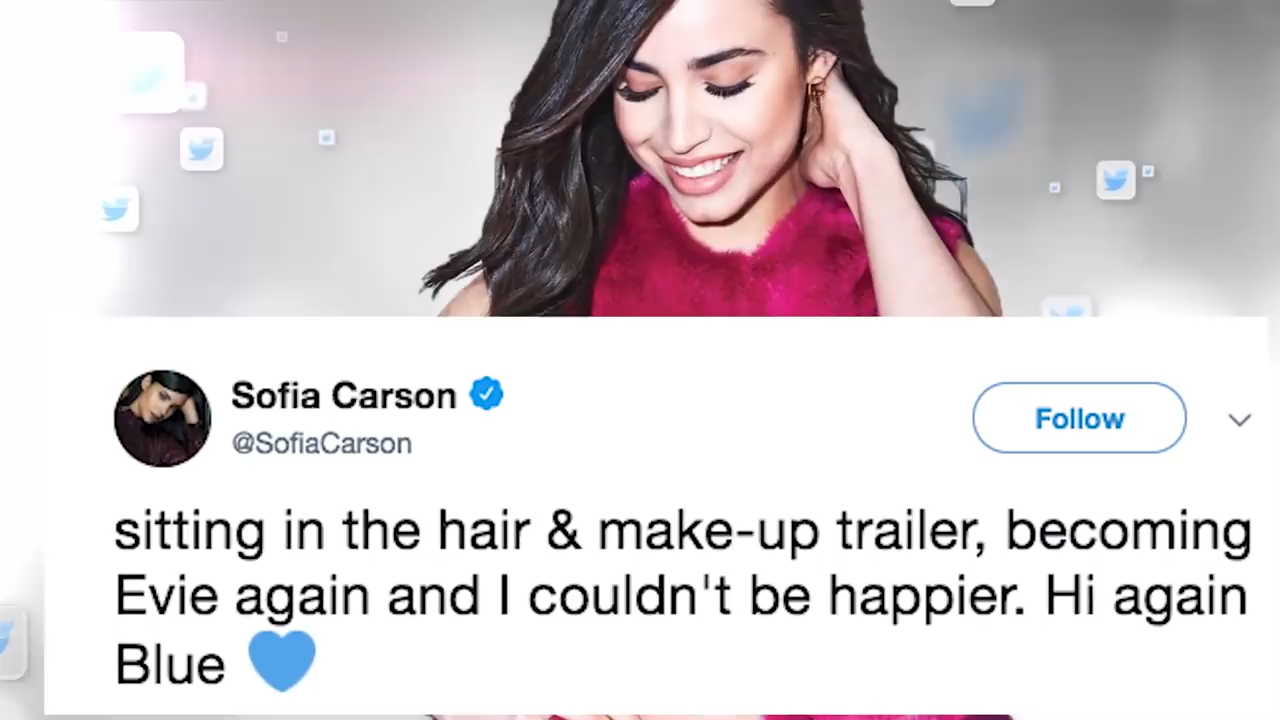 Sofia Carson
@SofiaCarson
Follow
sitting in the hair & make-up trailer, becoming
Evie again and I couldn't be happier. Hi again
Blue 💙